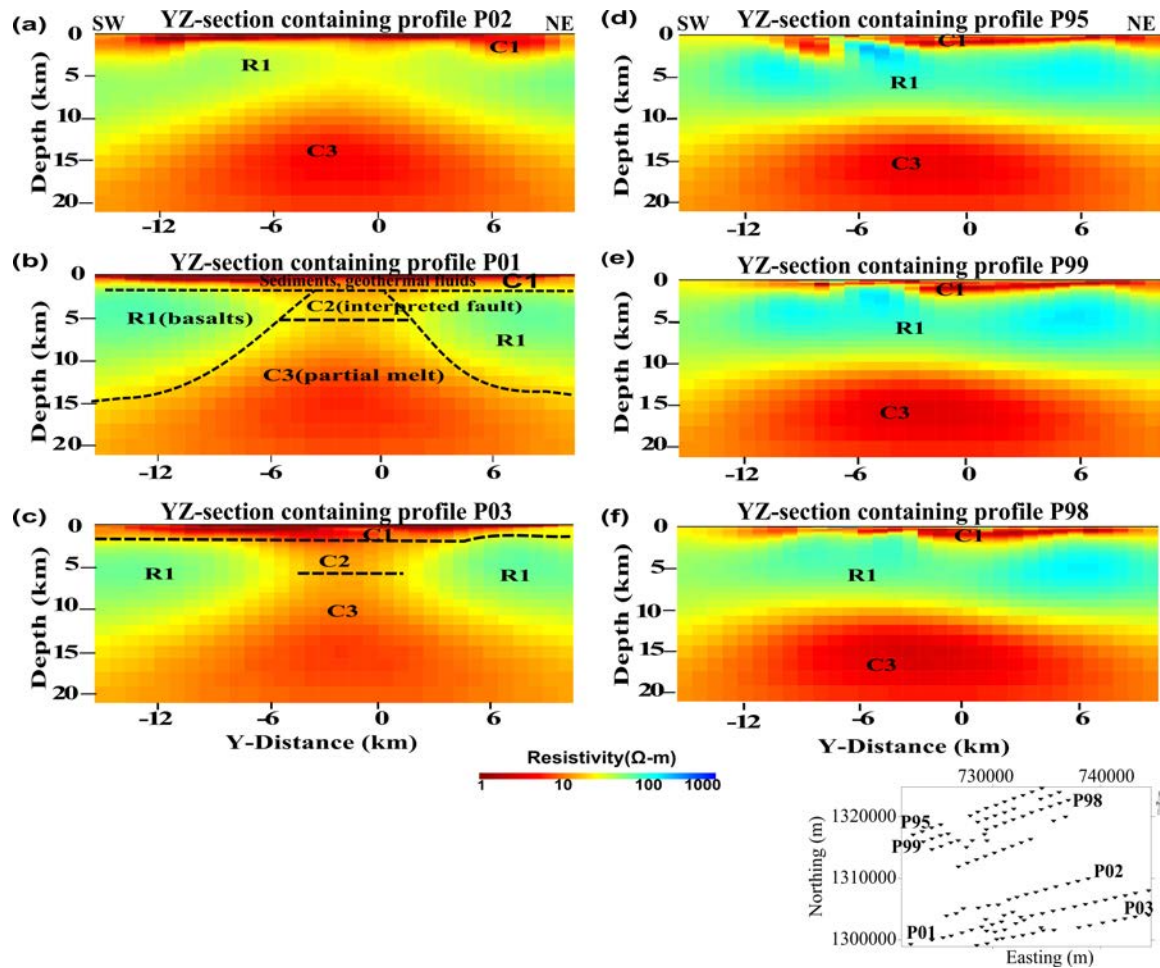 (a) YZ-section containing profile P02
SW NE
Depth (km)
0
5
10
15
20
-12 -6 0 6
C1
R1
C3
(b) YZ-section containing profile P01
Depth (km)
0
5
10
15
20
-12 -6 0 6
Sediments, geothermal fluids C1
C2(interpreted fault)
R1(basalts)
R1
C3(partial melt)
(c) YZ-section containing profile P03
Depth (km)
0
5
10
15
20
-12 -6 0 6
Y-Distance (km)
C1
C2
R1 R1
C3
(d) YZ-section containing profile P95
SW NE
Depth (km)
0
5
10
15
20
-12 -6 0 6
C1
R1
C3
(e) YZ-section containing profile P99
Depth (km)
0
5
10
15
20
-12 -6 0 6
C1
R1
C3
(f) YZ-section containing profile P98
Depth (km)
0
5
10
15
20
-12 -6 0 6
Y-Distance (km)
C1
R1
C3
Resistivity(Ω-m)
1 10 100 1000
730000 740000
1320000
1310000
1300000
Northing (m)
Easting (m)
P98
P95
P99
P02
P03
P01